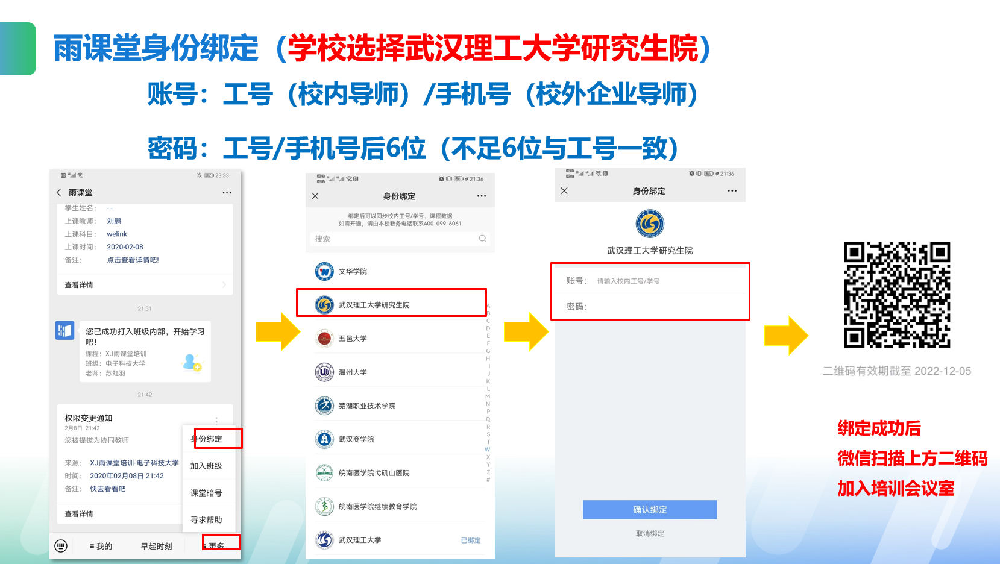 雨课堂身份绑定（学校选择武汉理工大学研究生院）
账号：工号（校内导师）/手机号（校外企业导师）
密码：工号/手机号后6位（不足6位与工号一致）
23:33
雨课堂
学生姓名： --
上课教师： 刘鹏
上课科目： welink
上课时间： 2020-02-08
备注： 点击查看详情吧!
查看详情
21:31
您已成功打入班级内部，开始学习
吧!
课程：XJ雨课堂培训
班级：电子科技大学
老师：苏虹羽
21:42
权限变更通知
2月8日 21:42
您被提拔为协同教师
来源： XJ雨课堂培训-电子科技大学
时间： 2020年02月08日 21:42
备注： 快去看看吧
查看详情
身份绑定
加入班级
课堂暗号
寻求帮助
≡ 我的
早起时刻
≡ 更多
21:36
身份绑定
绑定后可以同步校内工号/学号、课程数据
如需开通，请由本校教务电话联系400-099-6061
搜索
文华学院
武汉理工大学研究生院
五邑大学
温州大学
芜湖职业技术学院
武汉商学院
皖南医学院弋矶山医院
皖南医学院继续教育学院
武汉理工大学 已绑定
A
B
C
D
E
F
G
H
I
J
K
L
M
N
P
Q
R
S
T
W
X
Y
Z
#
21:36
身份绑定
武汉理工大学研究生院
账号： 请输入校内工号/学号
密码：
确认绑定
取消绑定
二维码有效期截至 2022-12-05
绑定成功后
微信扫描上方二维码
加入培训会议室